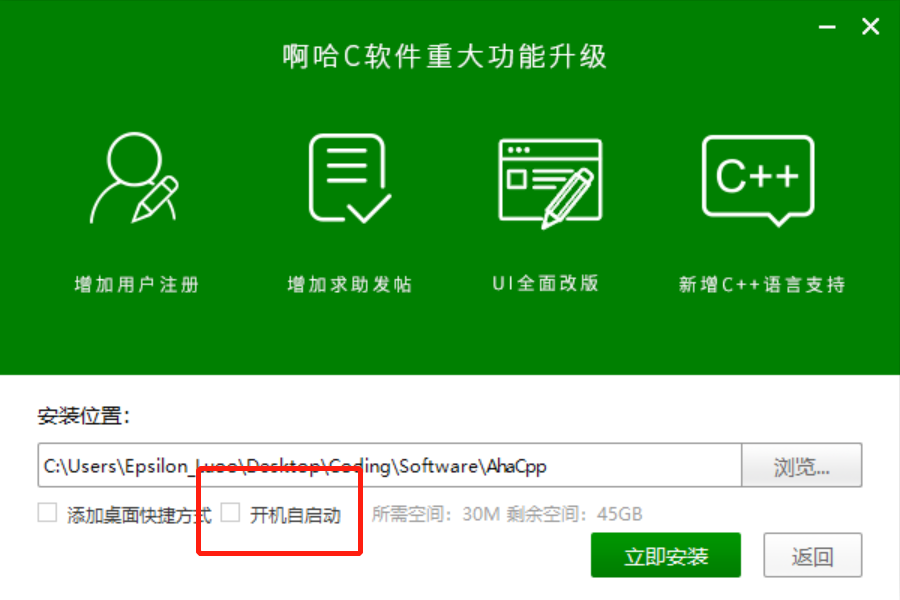 啊哈C软件重大功能升级
C++
增加用户注册 增加求助发帖 UI全面改版 新增C++语言支持
安装位置：
C:\Users\Epsilon_Luoo\Desktop\Coding\Software\AhaCpp 浏览...
添加桌面快捷方式 开机自启动 所需空间：30M 剩余空间：45GB
立即安装 返回